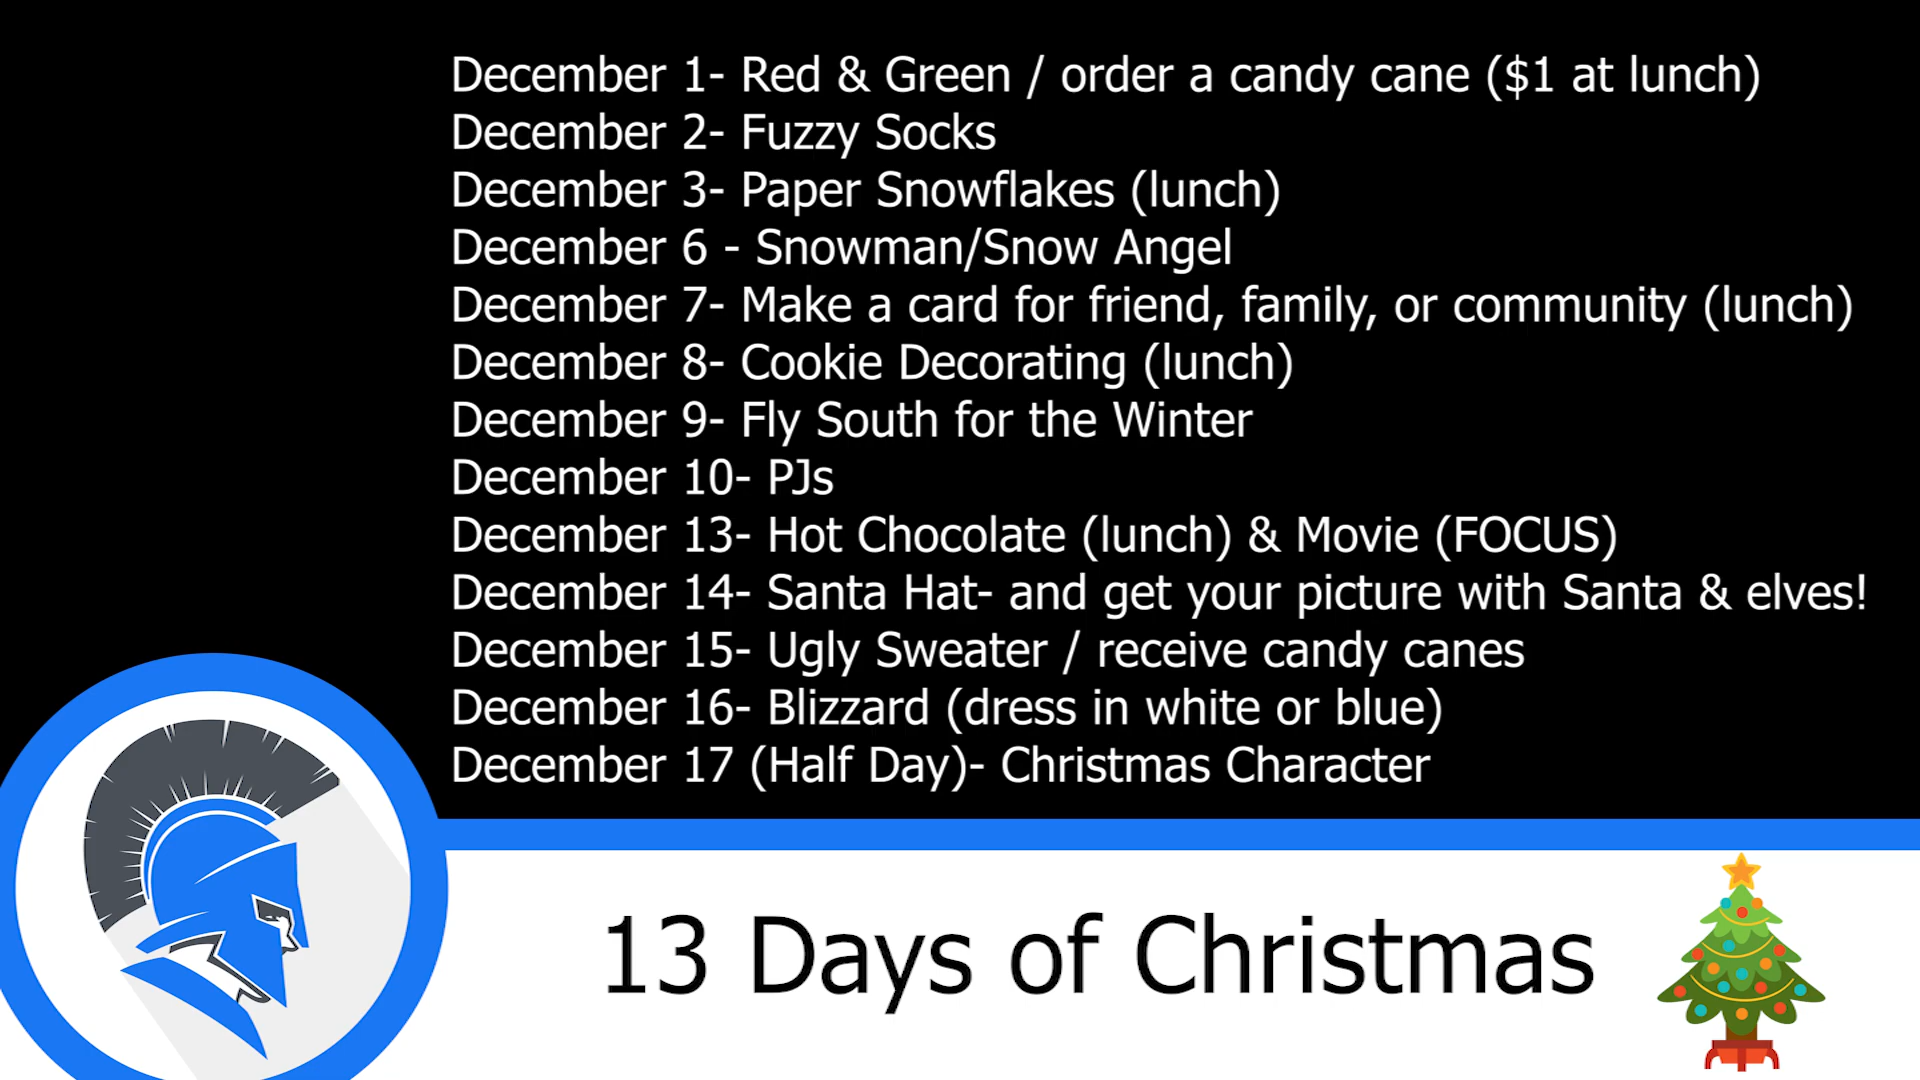 December 1- Red & Green / order a candy cane ($1 at lunch)
December 2- Fuzzy Socks
December 3- Paper Snowflakes (lunch)
December 6 - Snowman/Snow Angel
December 7- Make a card for friend, family, or community (lunch)
December 8- Cookie Decorating (lunch)
December 9- Fly South for the Winter
December 10- PJs
December 13- Hot Chocolate (lunch) & Movie (FOCUS)
December 14- Santa Hat- and get your picture with Santa & elves!
December 15- Ugly Sweater / receive candy canes
December 16- Blizzard (dress in white or blue)
December 17 (Half Day)- Christmas Character
13 Days of Christmas